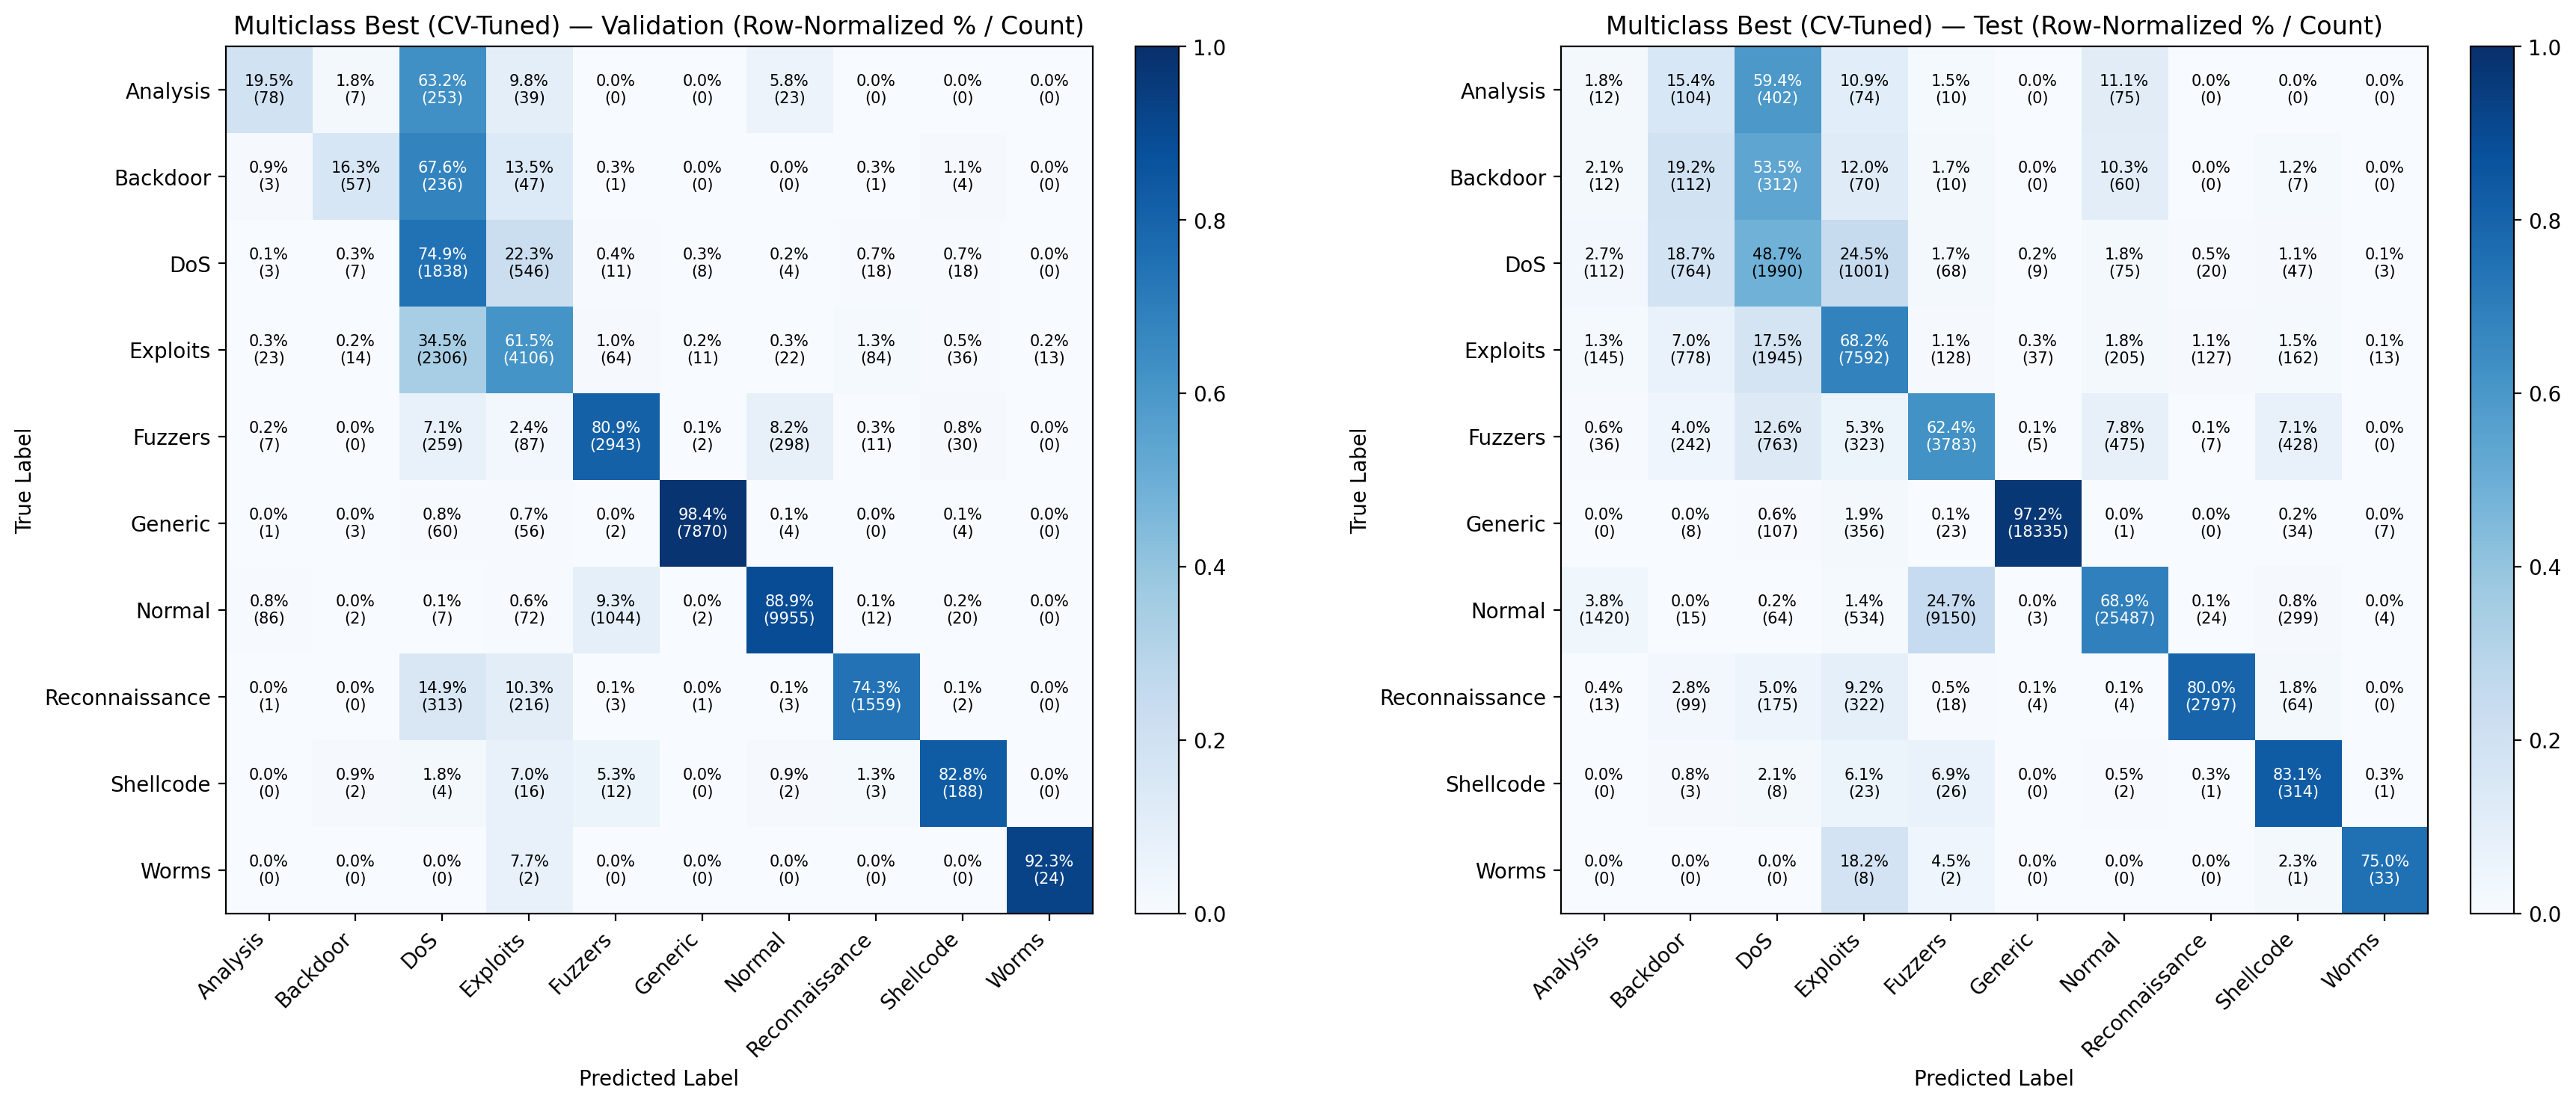 Multiclass Best (CV-Tuned) — Validation (Row-Normalized % / Count)
True Label
Analysis
19.5% 1.8% 63.2% 9.8% 0.0% 0.0% 5.8% 0.0% 0.0% 0.0%
(78) (7) (253) (39) (0) (0) (23) (0) (0) (0)
Backdoor
0.9% 16.3% 67.6% 13.5% 0.3% 0.0% 0.0% 0.3% 1.1% 0.0%
(3) (57) (236) (47) (1) (0) (0) (1) (4) (0)
DoS
0.1% 0.3% 74.9% 22.3% 0.4% 0.3% 0.2% 0.7% 0.7% 0.0%
(3) (7) (1838) (546) (11) (8) (4) (18) (18) (0)
Exploits
0.3% 0.2% 34.5% 61.5% 1.0% 0.2% 0.3% 1.3% 0.5% 0.2%
(23) (14) (2306) (4106) (64) (11) (22) (84) (36) (13)
Fuzzers
0.2% 0.0% 7.1% 2.4% 80.9% 0.1% 8.2% 0.3% 0.8% 0.0%
(7) (0) (259) (87) (2943) (2) (298) (11) (30) (0)
Generic
0.0% 0.0% 0.8% 0.7% 0.0% 98.4% 0.1% 0.0% 0.1% 0.0%
(1) (3) (60) (56) (2) (7870) (4) (0) (4) (0)
Normal
0.8% 0.0% 0.1% 0.6% 9.3% 0.0% 88.9% 0.1% 0.2% 0.0%
(86) (2) (7) (72) (1044) (2) (9955) (12) (20) (0)
Reconnaissance
0.0% 0.0% 14.9% 10.3% 0.1% 0.0% 0.1% 74.3% 0.1% 0.0%
(1) (0) (313) (216) (3) (1) (3) (1559) (2) (0)
Shellcode
0.0% 0.9% 1.8% 7.0% 5.3% 0.0% 0.9% 1.3% 82.8% 0.0%
(0) (2) (4) (16) (12) (0) (2) (3) (188) (0)
Worms
0.0% 0.0% 0.0% 7.7% 0.0% 0.0% 0.0% 0.0% 0.0% 92.3%
(0) (0) (0) (2) (0) (0) (0) (0) (0) (24)
Analysis
Backdoor
DoS
Exploits
Fuzzers
Generic
Normal
Reconnaissance
Shellcode
Worms
Predicted Label
1.0
0.8
0.6
0.4
0.2
0.0
Multiclass Best (CV-Tuned) — Test (Row-Normalized % / Count)
True Label
Analysis
1.8% 15.4% 59.4% 10.9% 1.5% 0.0% 11.1% 0.0% 0.0% 0.0%
(12) (104) (402) (74) (10) (0) (75) (0) (0) (0)
Backdoor
2.1% 19.2% 53.5% 12.0% 1.7% 0.0% 10.3% 0.0% 1.2% 0.0%
(12) (112) (312) (70) (10) (0) (60) (0) (7) (0)
DoS
2.7% 18.7% 48.7% 24.5% 1.7% 0.2% 1.8% 0.5% 1.1% 0.1%
(112) (764) (1990) (1001) (68) (9) (75) (20) (47) (3)
Exploits
1.3% 7.0% 17.5% 68.2% 1.1% 0.3% 1.8% 1.1% 1.5% 0.1%
(145) (778) (1945) (7592) (128) (37) (205) (127) (162) (13)
Fuzzers
0.6% 4.0% 12.6% 5.3% 62.4% 0.1% 7.8% 0.1% 7.1% 0.0%
(36) (242) (763) (323) (3783) (5) (475) (7) (428) (0)
Generic
0.0% 0.0% 0.6% 1.9% 0.1% 97.2% 0.0% 0.0% 0.2% 0.0%
(0) (8) (107) (356) (23) (18335) (1) (0) (34) (7)
Normal
3.8% 0.0% 0.2% 1.4% 24.7% 0.0% 68.9% 0.1% 0.8% 0.0%
(1420) (15) (64) (534) (9150) (3) (25487) (24) (299) (4)
Reconnaissance
0.4% 2.8% 5.0% 9.2% 0.5% 0.1% 0.1% 80.0% 1.8% 0.0%
(13) (99) (175) (322) (18) (4) (4) (2797) (64) (0)
Shellcode
0.0% 0.8% 2.1% 6.1% 6.9% 0.0% 0.5% 0.3% 83.1% 0.3%
(0) (3) (8) (23) (26) (0) (2) (1) (314) (1)
Worms
0.0% 0.0% 0.0% 18.2% 4.5% 0.0% 0.0% 0.0% 2.3% 75.0%
(0) (0) (0) (8) (2) (0) (0) (0) (1) (33)
Analysis
Backdoor
DoS
Exploits
Fuzzers
Generic
Normal
Reconnaissance
Shellcode
Worms
Predicted Label
1.0
0.8
0.6
0.4
0.2
0.0